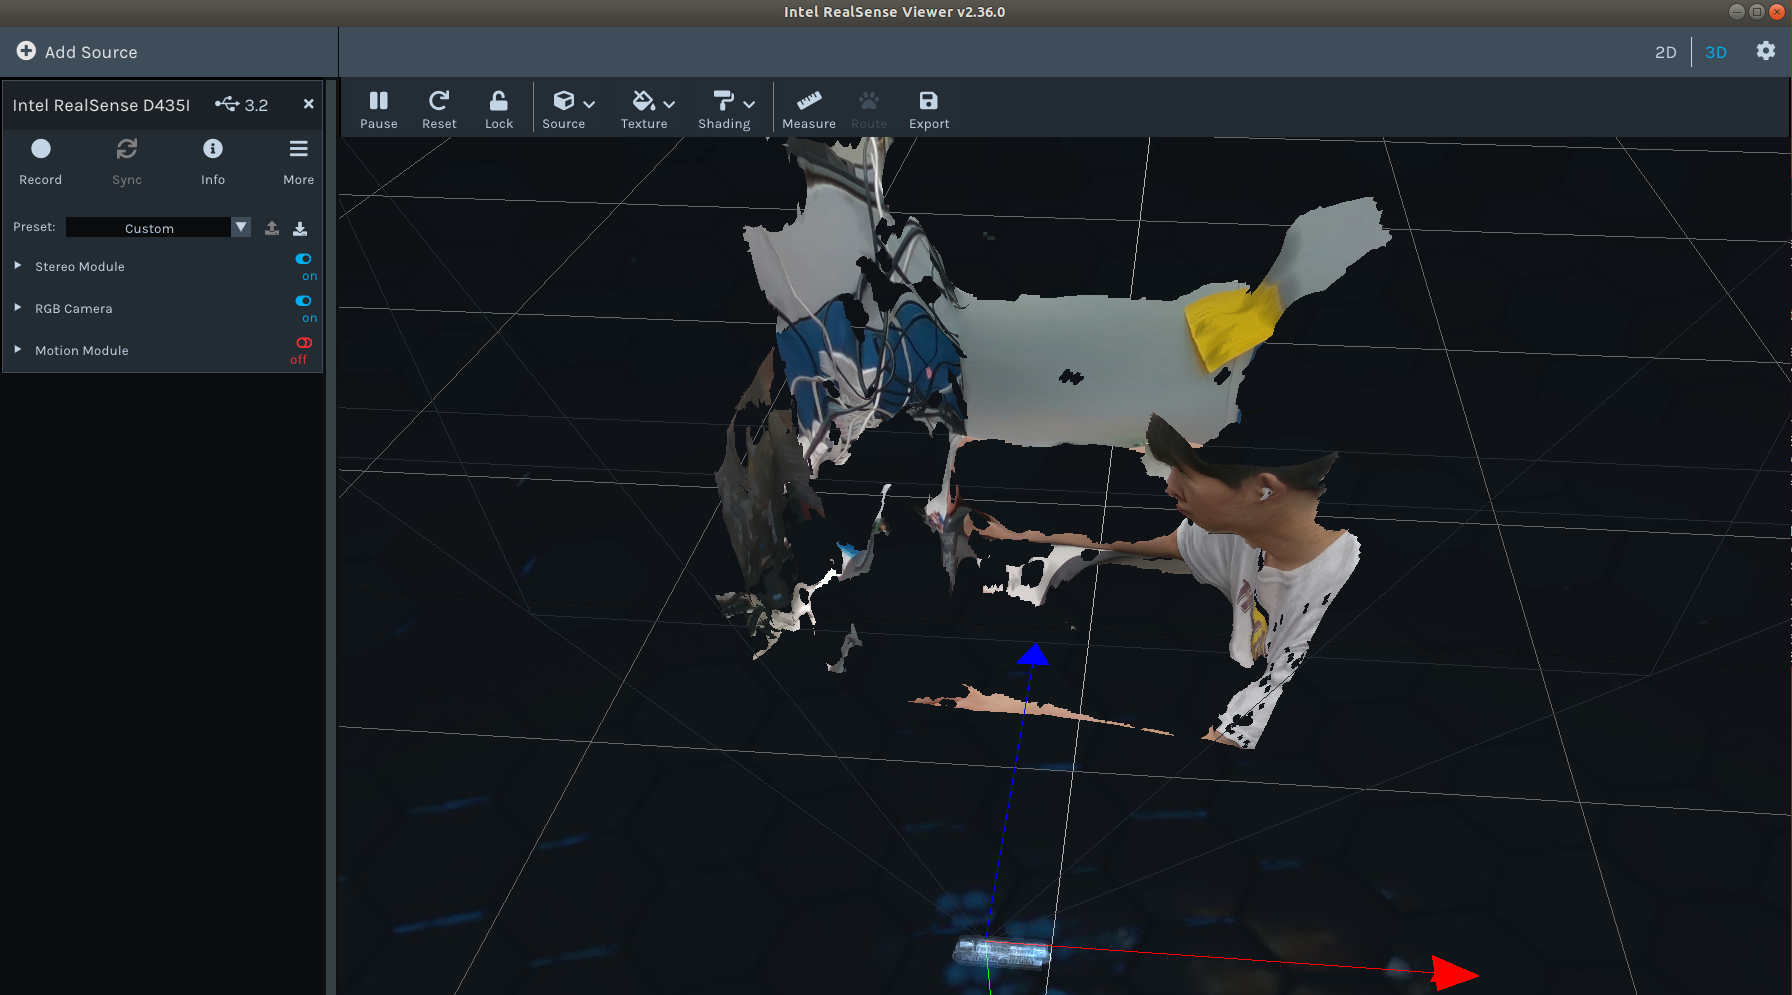 Intel RealSense Viewer v2.36.0
Add Source
2D
3D
Intel RealSense D435I
3.2
Record
Sync
Info
More
Preset:
Custom
Stereo Module
on
RGB Camera
on
Motion Module
off
Pause
Reset
Lock
Source
Texture
Shading
Measure
Route
Export